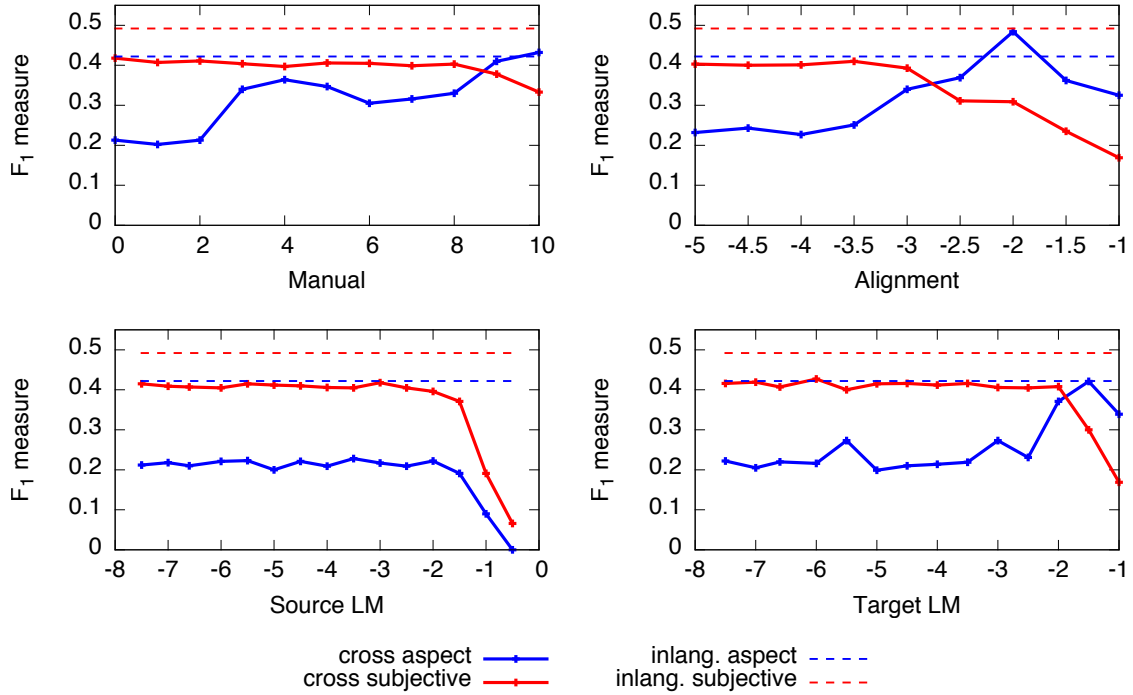 0.5
0.4
0.3
0.2
0.1
0
F1 measure
0 2 4 6 8 10
Manual
0.5
0.4
0.3
0.2
0.1
0
F1 measure
-5 -4.5 -4 -3.5 -3 -2.5 -2 -1.5 -1
Alignment
0.5
0.4
0.3
0.2
0.1
0
F1 measure
-8 -7 -6 -5 -4 -3 -2 -1 0
Source LM
0.5
0.4
0.3
0.2
0.1
0
F1 measure
-8 -7 -6 -5 -4 -3 -2 -1
Target LM
cross aspect
cross subjective
inlang. aspect
inlang. subjective